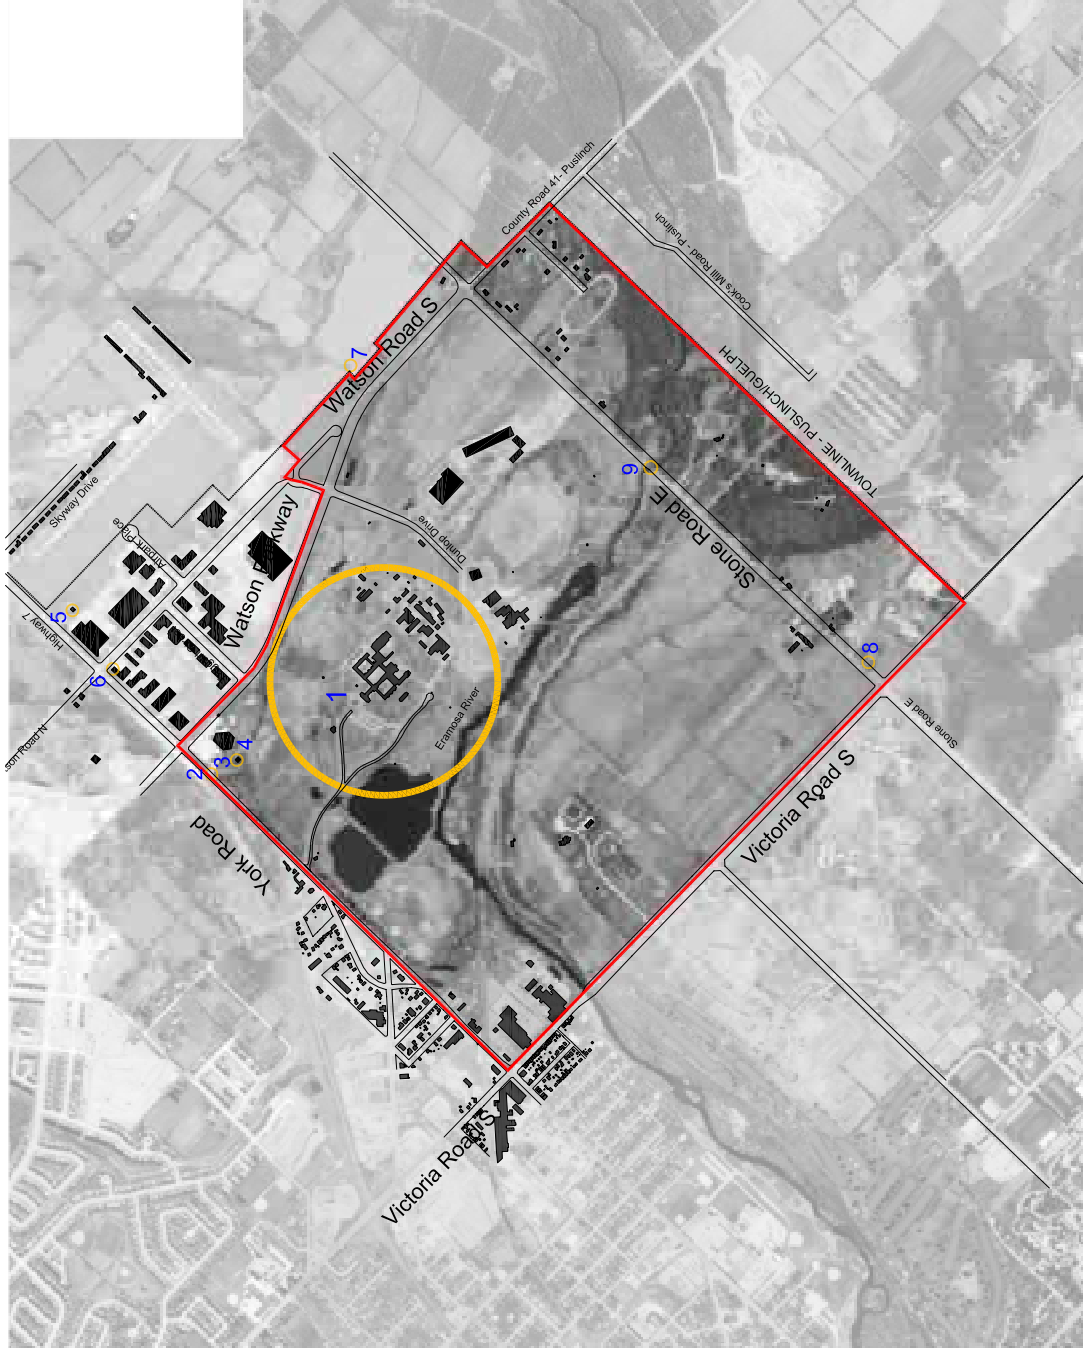 County Road 41- Puslinch
Cook's Mill Road - Puslinch
Watson Road S
7
TOWNLINE - PUSLINCH/GUELPH
Skyway Drive
Airpark Place
Watson Parkway
Dunlop Drive
9
Stone Road E
5
Highway 7
6
1
Eramosa River
8
Stone Road E
son Road N
2
3
4
York Road
Victoria Road S
Victoria Road S